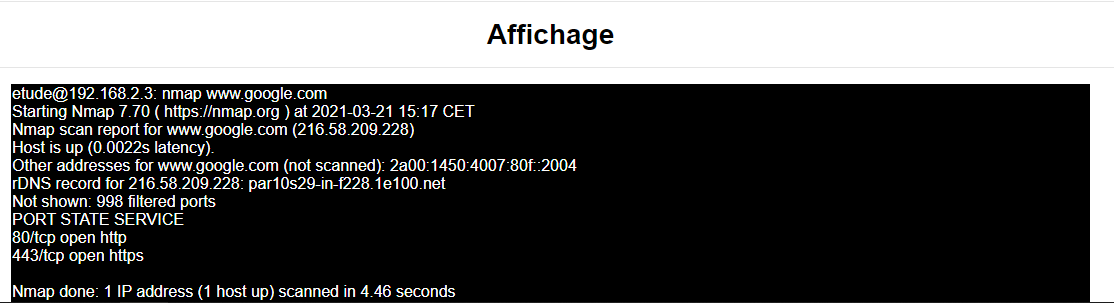 Affichage
etude@192.168.2.3: nmap www.google.com
Starting Nmap 7.70 ( https://nmap.org ) at 2021-03-21 15:17 CET
Nmap scan report for www.google.com (216.58.209.228)
Host is up (0.0022s latency).
Other addresses for www.google.com (not scanned): 2a00:1450:4007:80f::2004
rDNS record for 216.58.209.228: par10s29-in-f228.1e100.net
Not shown: 998 filtered ports
PORT STATE SERVICE
80/tcp open http
443/tcp open https
Nmap done: 1 IP address (1 host up) scanned in 4.46 seconds